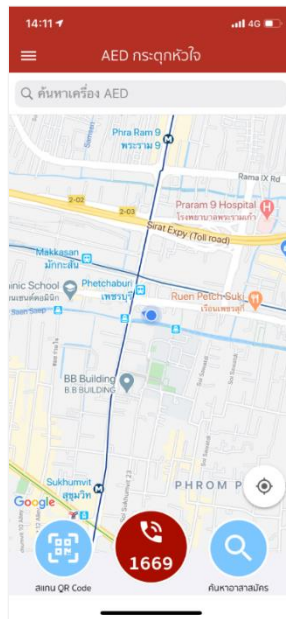 14:11
4G
AED กระตุกหัวใจ
ค้นหาเครื่อง AED
Phra Ram 9
พระราม 9
Rama IX Rd
2-02
2-03
Praram 9 Hospital
โรงพยาบาลพระรามเก้า
Sirat Expy (Toll road)
Makkasan
มักกะสัน
Phetchaburi
เพชรบุรี
Ruen Petch Suki
เรือนเพชรสุกี้
BB Building
B.B BUILDING
Soi Sukhumvit 23
Sukhumvit
สุขุมวิท
PHROM P
Google
1669
สแกน QR Code
ค้นหาอาสาสมัคร